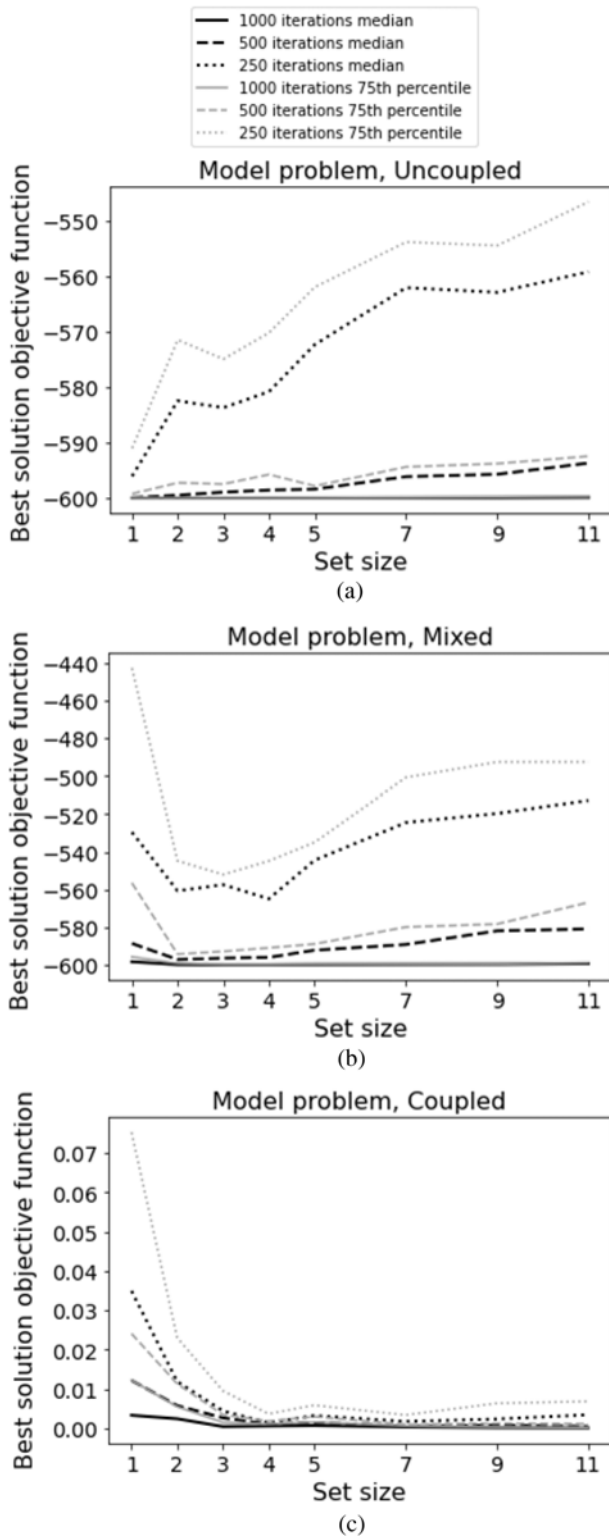 1000 iterations median
500 iterations median
250 iterations median
1000 iterations 75th percentile
500 iterations 75th percentile
250 iterations 75th percentile
Model problem, Uncoupled
Best solution objective function
−550
−560
−570
−580
−590
−600
1 2 3 4 5 7 9 11
Set size
(a)
Model problem, Mixed
Best solution objective function
−440
−460
−480
−500
−520
−540
−560
−580
−600
1 2 3 4 5 7 9 11
Set size
(b)
Model problem, Coupled
Best solution objective function
0.07
0.06
0.05
0.04
0.03
0.02
0.01
0.00
1 2 3 4 5 7 9 11
Set size
(c)